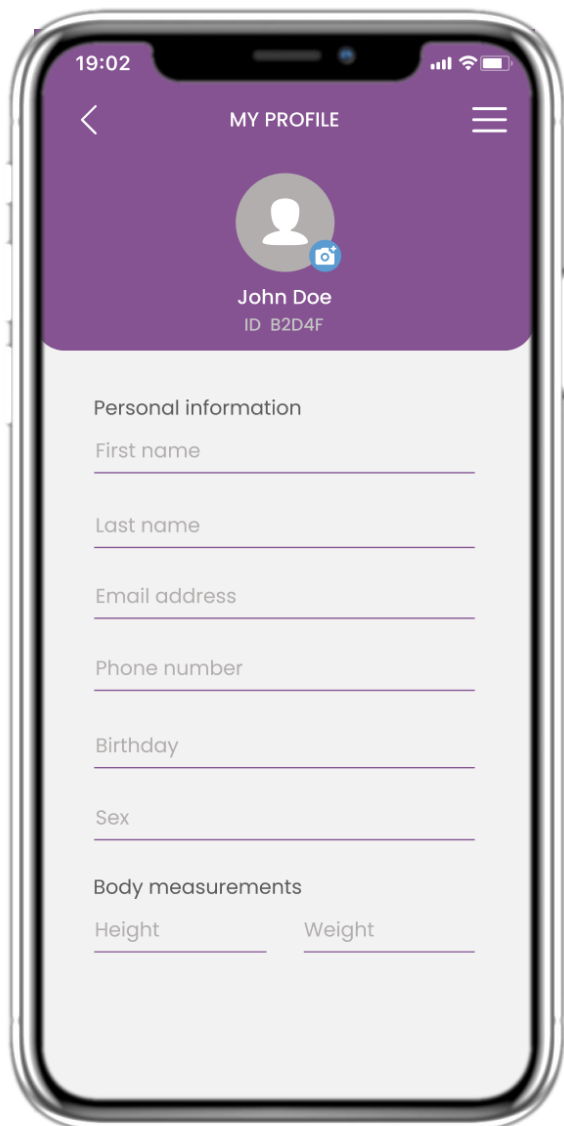 19:02
MY PROFILE
John Doe
ID B2D4F
Personal information
First name
Last name
Email address
Phone number
Birthday
Sex
Body measurements
Height Weight